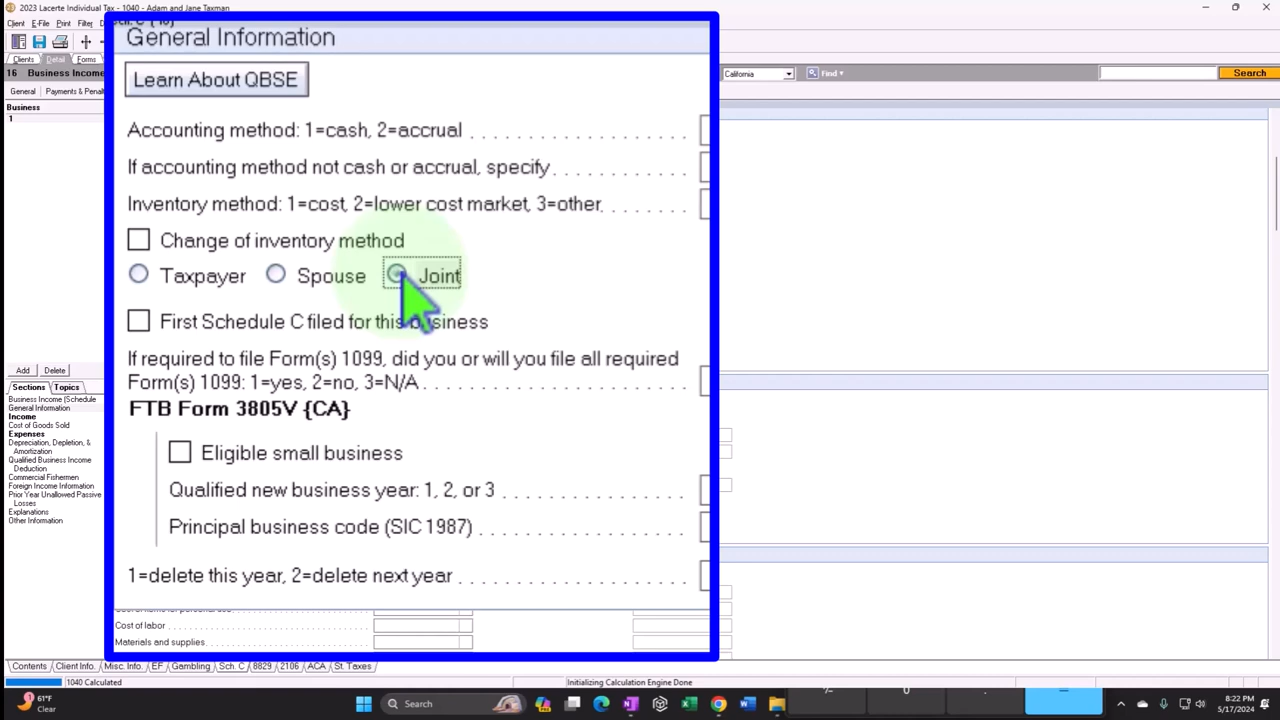 2023 Lacerte Individual Tax - 1040 - Adam and Jane Taxman
Client E-File Print Filter
Clients Detail Forms
16 Business Income
California Find Search
General Payments &
Business
1
General Information
Learn About QBSE
Accounting method: 1=cash, 2=accrual
If accounting method not cash or accrual, specify
Inventory method: 1=cost, 2=lower cost market, 3=other
Change of inventory method
Taxpayer Spouse Joint
First Schedule C filed for this business
If required to file Form(s) 1099, did you or will you file all required
Form(s) 1099: 1=yes, 2=no, 3=N/A
FTB Form 3805V {CA}
Eligible small business
Qualified new business year: 1, 2, or 3
Principal business code (SIC 1987)
1=delete this year, 2=delete next year
Add Delete
Sections Topics
Business Income (Schedule
General Information
Income
Cost of Goods Sold
Expenses
Depreciation, Depletion, &
Amortization
Qualified Business Income
Deduction
Commercial Fishermen
Foreign Income Information
Prior Year Unallowed Passive
Losses
Explanations
Other Information
Cost of labor
Materials and supplies
Contents Client Info. Misc. Info. EF Gambling Sch. C 8829 2106 ACA St. Taxes
1040 Calculated
Initializing Calculation Engine Done
1
61°F
Clear
Search
8:22 PM
5/17/2024